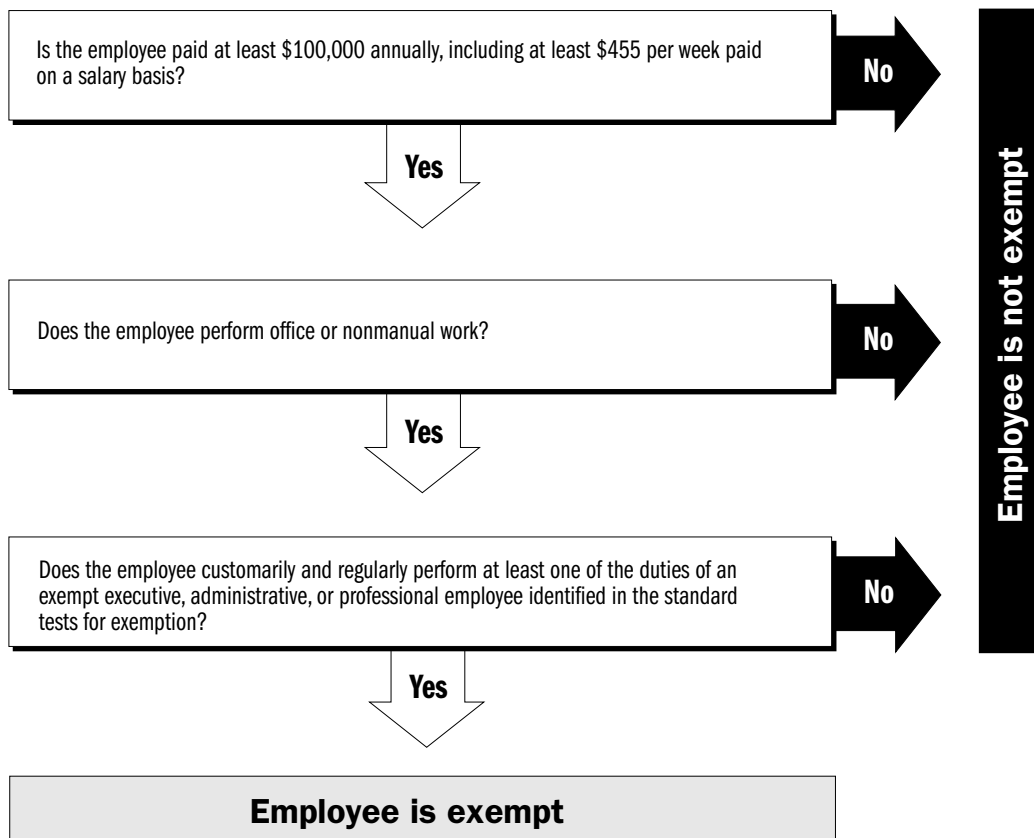 Is the employee paid at least $100,000 annually, including at least $455 per week paid
on a salary basis?
No
Yes
Does the employee perform office or nonmanual work?
No
Yes
Does the employee customarily and regularly perform at least one of the duties of an
exempt executive, administrative, or professional employee identified in the standard
tests for exemption?
No
Yes
Employee is exempt
Employee is not exempt